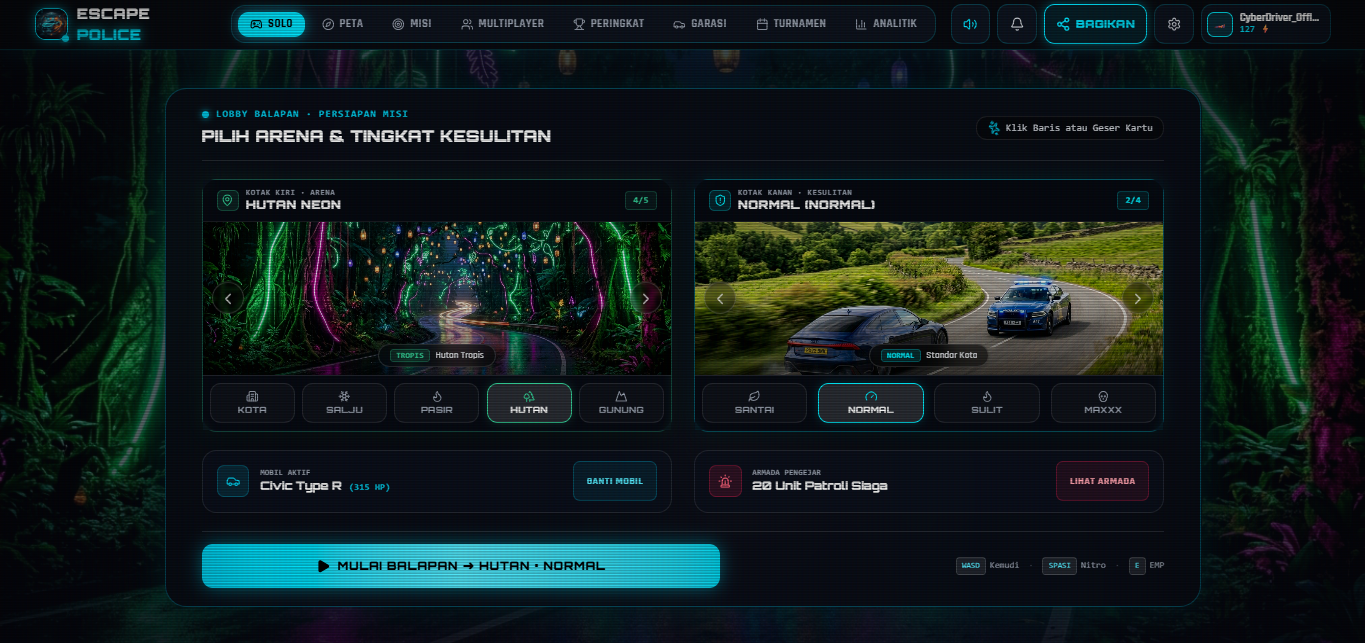 ESCAPE
POLICE
SOLO
PETA
MISI
MULTIPLAYER
PERINGKAT
GARASI
TURNAMEN
ANALITIK
BAGIKAN
CyberDriver_Offi...
127
LOBBY BALAPAN · PERSIAPAN MISI
PILIH ARENA & TINGKAT KESULITAN
Klik Baris atau Geser Kartu
KOTAK KIRI · ARENA
HUTAN NEON
4/5
TROPIS Hutan Tropis
KOTA
SALJU
PASIR
HUTAN
GUNUNG
KOTAK KANAN · KESULITAN
NORMAL (NORMAL)
2/4
NORMAL Standar Kota
SANTAI
NORMAL
SULIT
MAXXX
MOBIL AKTIF
Civic Type R (315 HP)
GANTI MOBIL
ARMADA PENGEJAR
20 Unit Patroli Siaga
LIHAT ARMADA
MULAI BALAPAN → HUTAN · NORMAL
WASD Kemudi · SPASI Nitro · E EMP